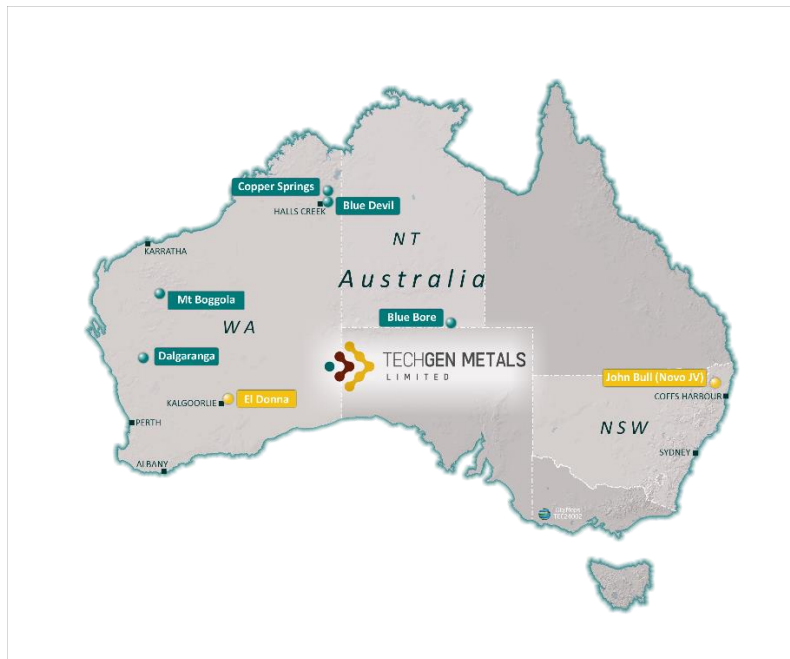 Copper Springs
Blue Devil
HALLS CREEK
NT
KARRATHA
Australia
Mt Boggola
Blue Bore
WA
TECHGEN METALS
LIMITED
Dalgaranga
John Bull (Novo JV)
El Donna
COFFS HARBOUR
KALGOORLIE
PERTH
NSW
SYDNEY
ALBANY